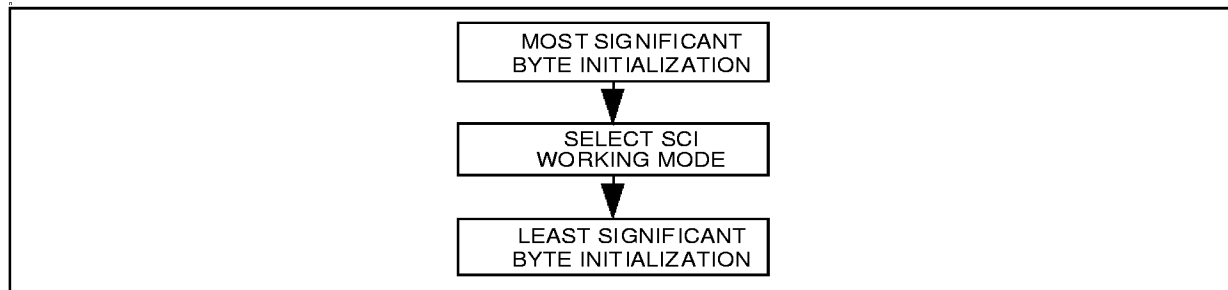 MOST SIGNIFICANT
BYTE INITIALIZATION
SELECT SCI
WORKING MODE
LEAST SIGNIFICANT
BYTE INITIALIZATION